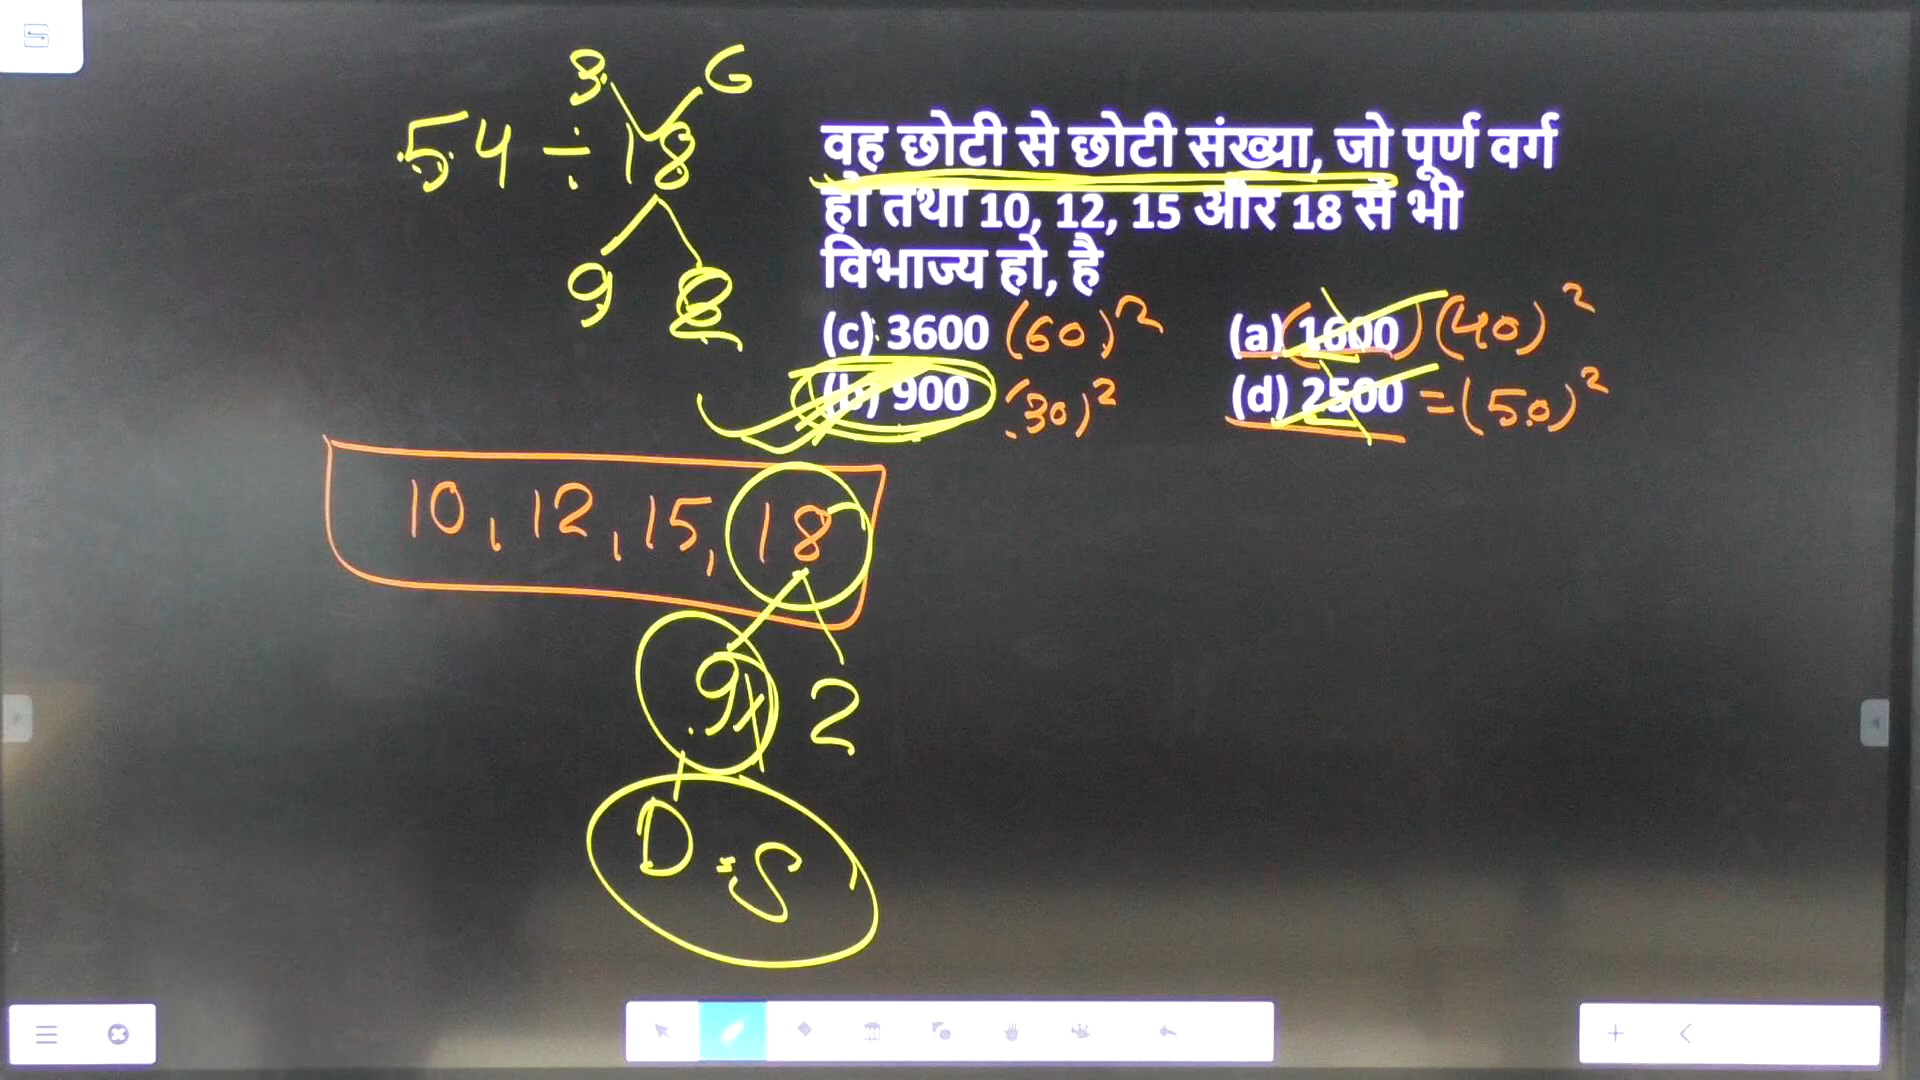 3 6
54 ÷ 18
9 2
वह छोटी से छोटी संख्या, जो पूर्ण वर्ग
हो तथा 10, 12, 15 और 18 से भी
विभाज्य हो, है
(c) 3600 (60)² (a) 1600 (40)²
(b) 900 (30)² (d) 2500 = (50)²
10, 12, 15, 18
9 x 2
D = S